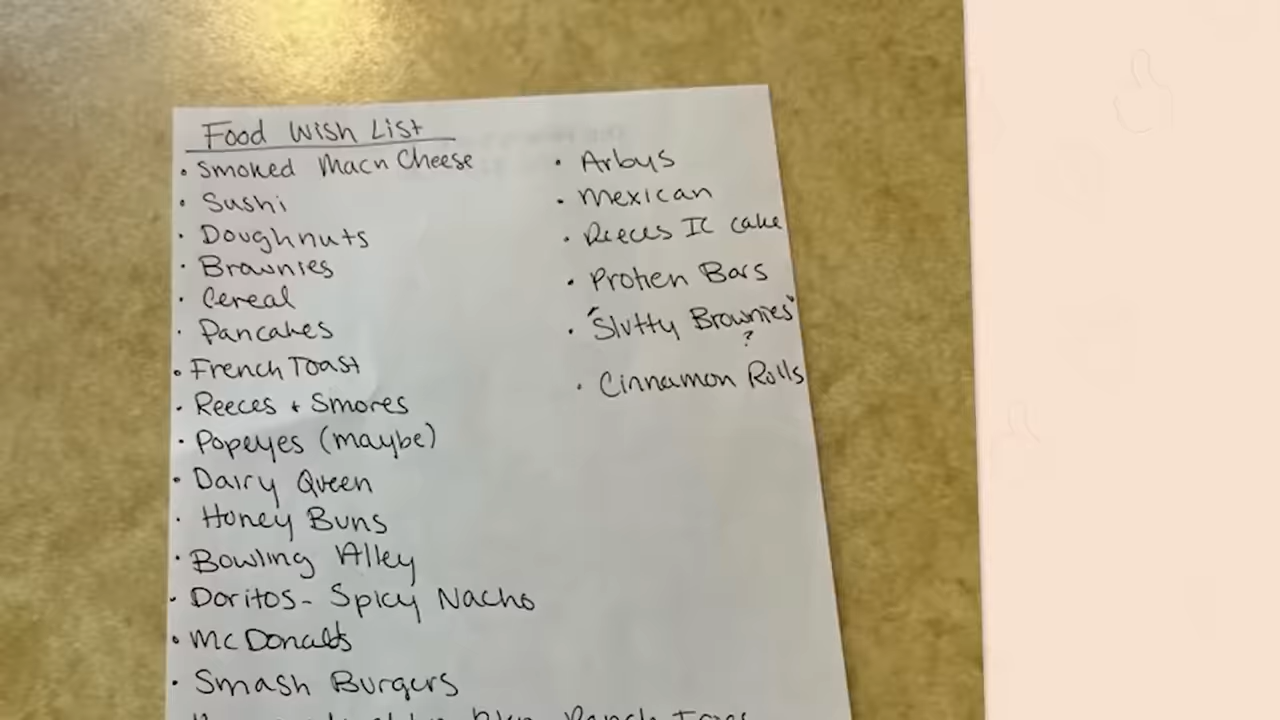 Food Wish List
• Smoked Macn Cheese
• Sushi
• Doughnuts
• Brownies
• Cereal
• Pancakes
• French Toast
• Reeces + Smores
• Popeyes (maybe)
• Dairy Queen
• Honey Buns
• Bowling Alley
• Doritos - Spicy Nacho
• McDonalds
• Smash Burgers
• Arbys
• Mexican
• Reeces IC cake
• Protien Bars
• "Slutty Brownies"
?
• Cinnamon Rolls